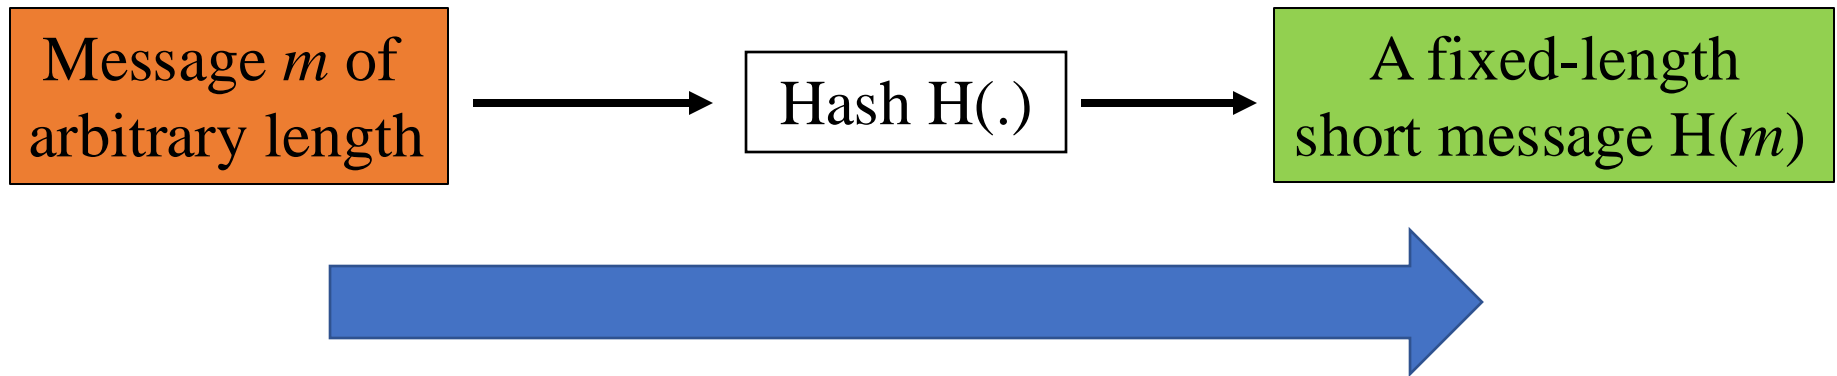 Message m of
arbitrary length
Hash H(.)
A fixed-length
short message H(m)